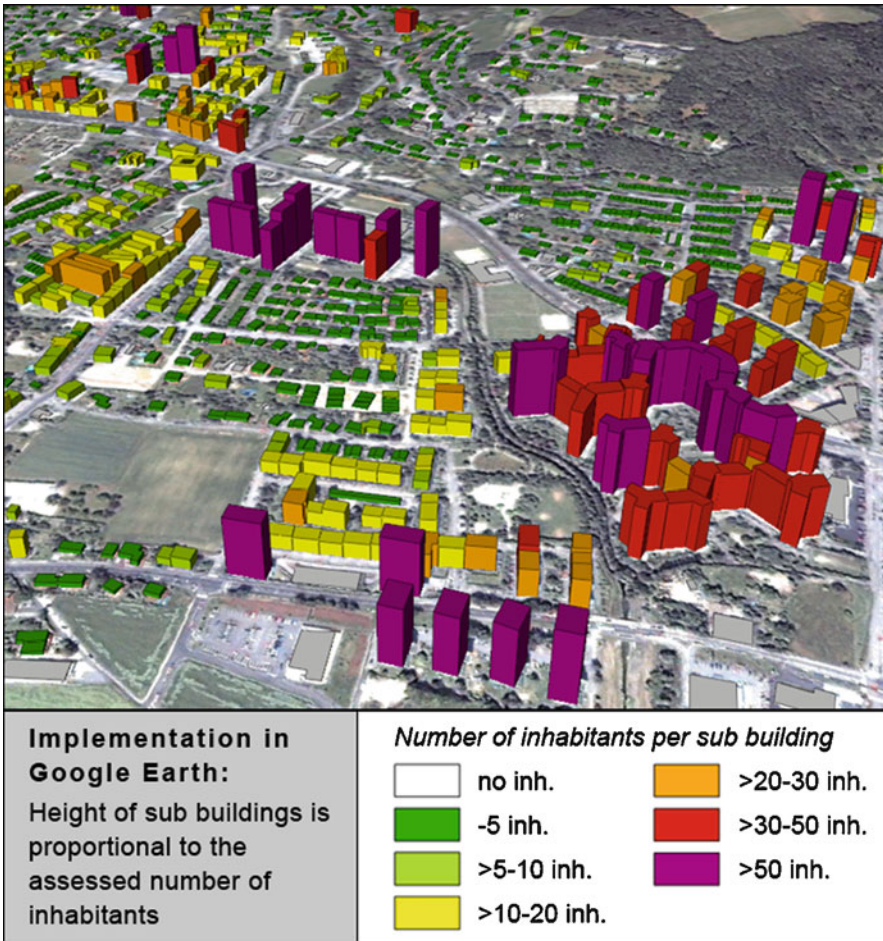 Implementation in
Google Earth:
Height of sub buildings is
proportional to the
assessed number of
inhabitants
Number of inhabitants per sub building
no inh.
-5 inh.
>5-10 inh.
>10-20 inh.
>20-30 inh.
>30-50 inh.
>50 inh.